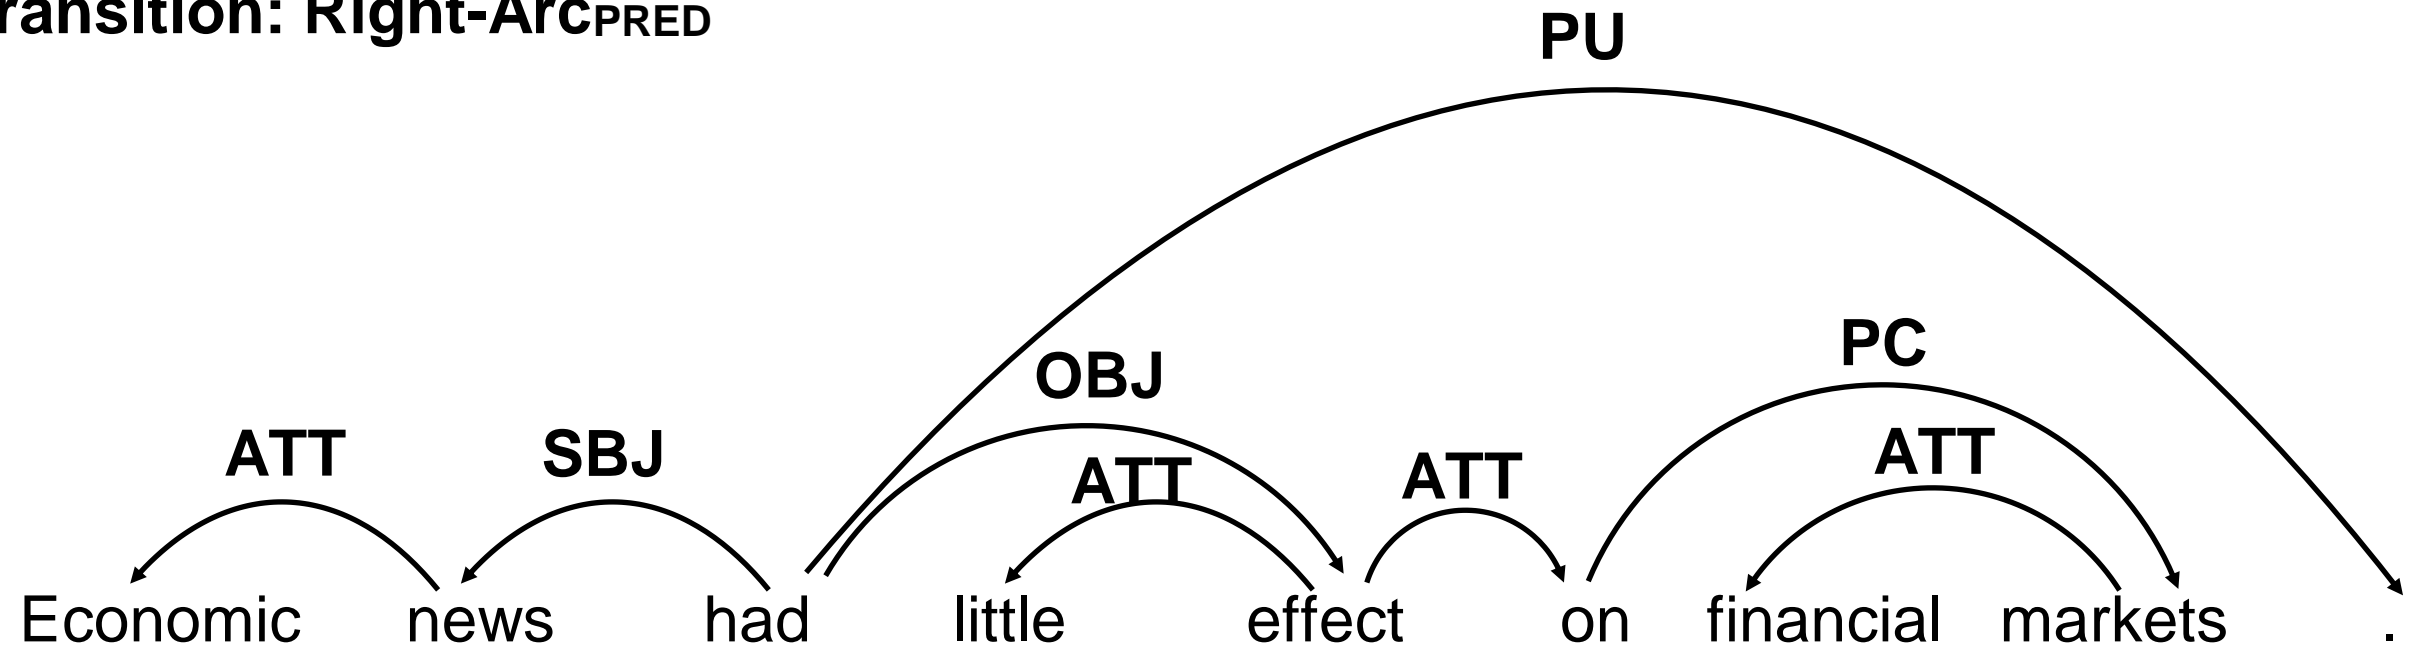 ransition: Right-ArcPRED
PU
OBJ
PC
ATT SBJ ATT ATT ATT
Economic news had little effect on financial markets .